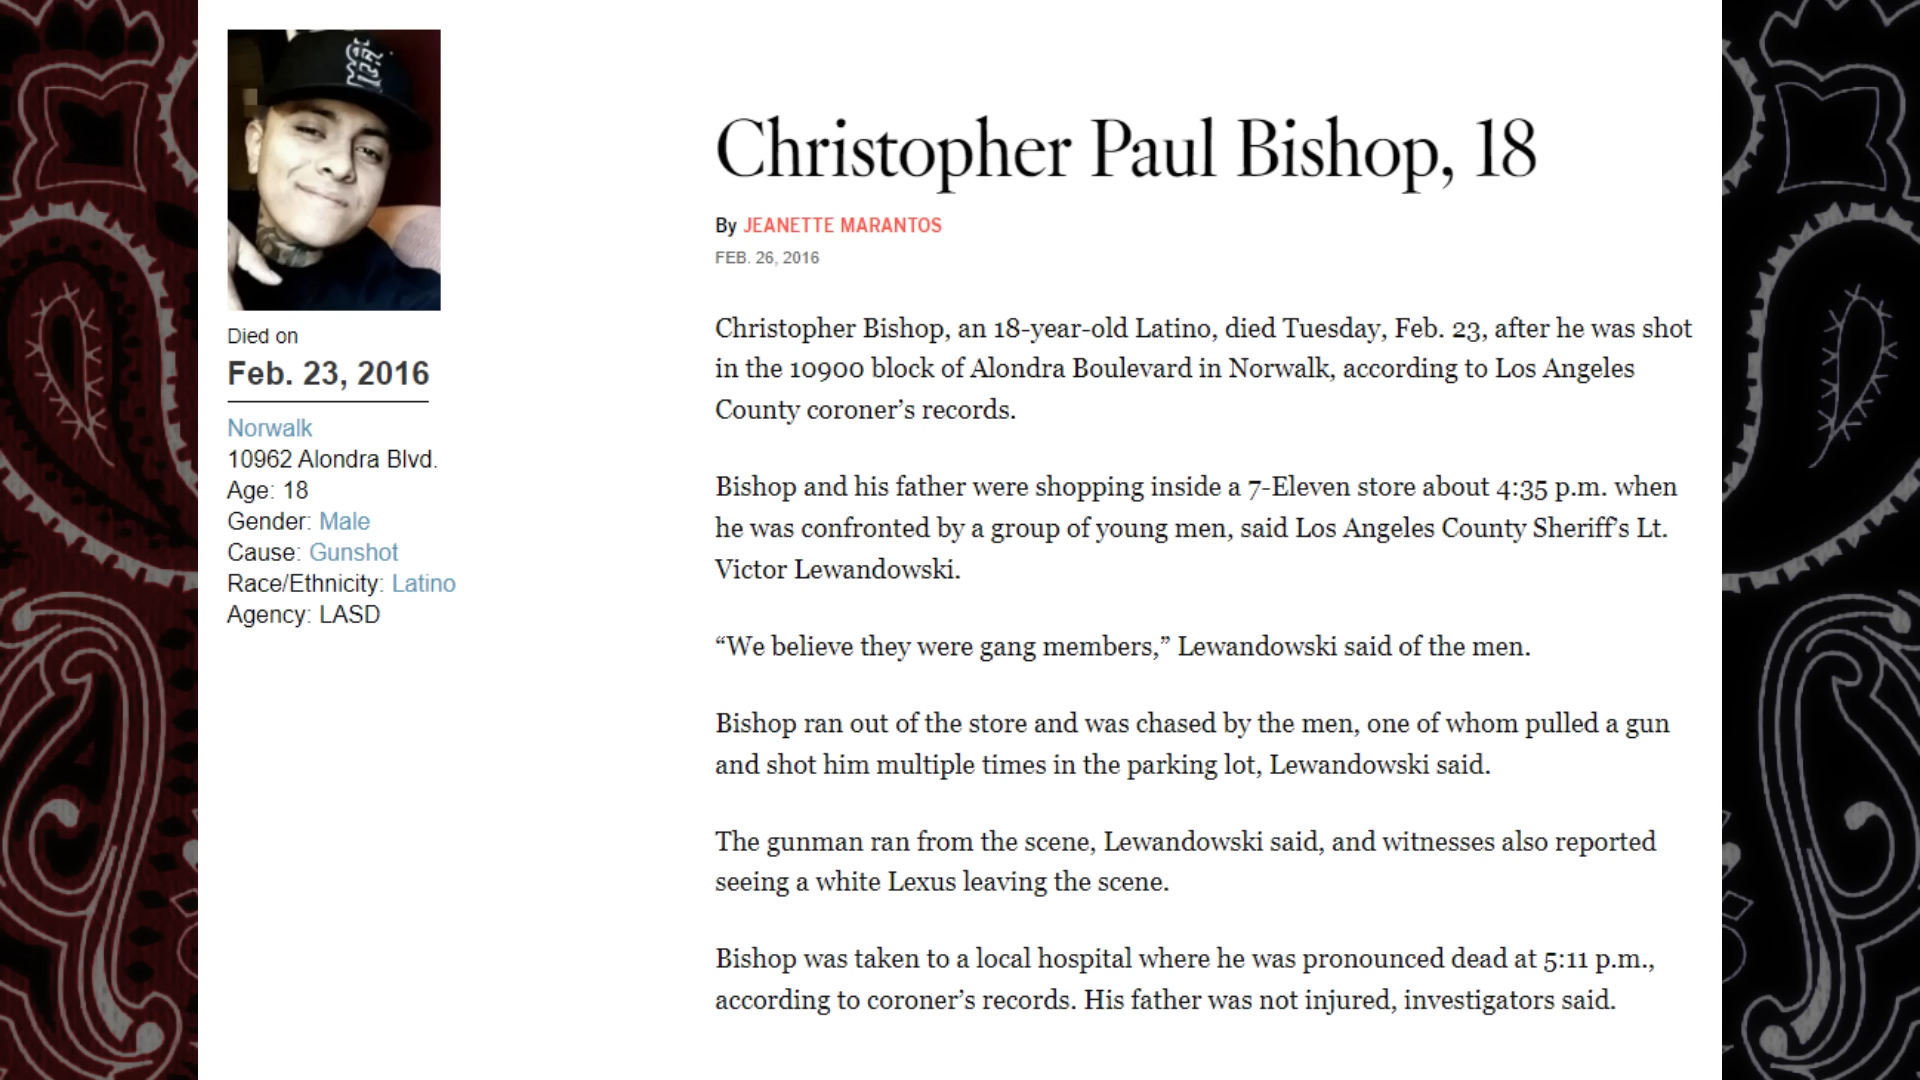 Died on
Feb. 23, 2016
Norwalk
10962 Alondra Blvd.
Age: 18
Gender: Male
Cause: Gunshot
Race/Ethnicity: Latino
Agency: LASD
Christopher Paul Bishop, 18
By JEANETTE MARANTOS
FEB. 26, 2016
Christopher Bishop, an 18-year-old Latino, died Tuesday, Feb. 23, after he was shot
in the 10900 block of Alondra Boulevard in Norwalk, according to Los Angeles
County coroner’s records.
Bishop and his father were shopping inside a 7-Eleven store about 4:35 p.m. when
he was confronted by a group of young men, said Los Angeles County Sheriff’s Lt.
Victor Lewandowski.
“We believe they were gang members,” Lewandowski said of the men.
Bishop ran out of the store and was chased by the men, one of whom pulled a gun
and shot him multiple times in the parking lot, Lewandowski said.
The gunman ran from the scene, Lewandowski said, and witnesses also reported
seeing a white Lexus leaving the scene.
Bishop was taken to a local hospital where he was pronounced dead at 5:11 p.m.,
according to coroner’s records. His father was not injured, investigators said.